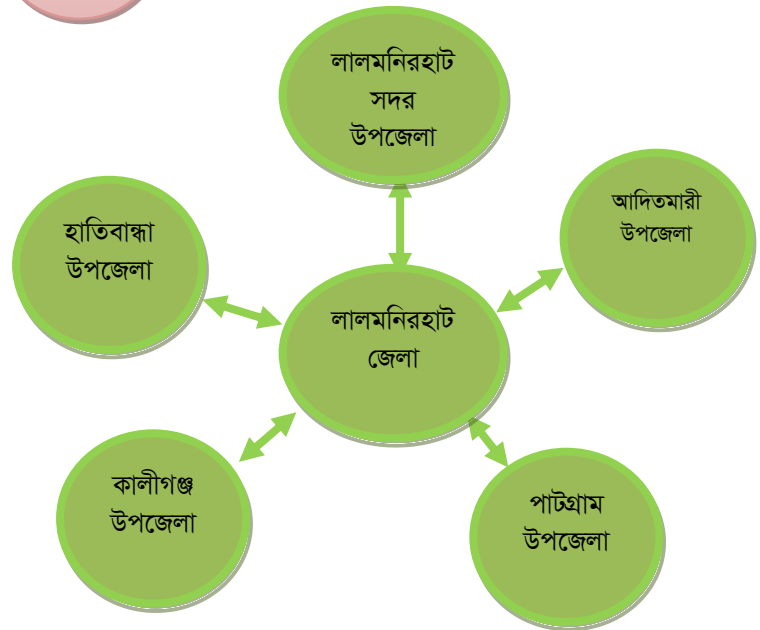 লালমনিরহাট
সদর
উপজেলা
আদিতমারী
উপজেলা
হাতিবান্ধা
উপজেলা
লালমনিরহাট
জেলা
কালীগঞ্জ
উপজেলা
পাটগ্রাম
উপজেলা